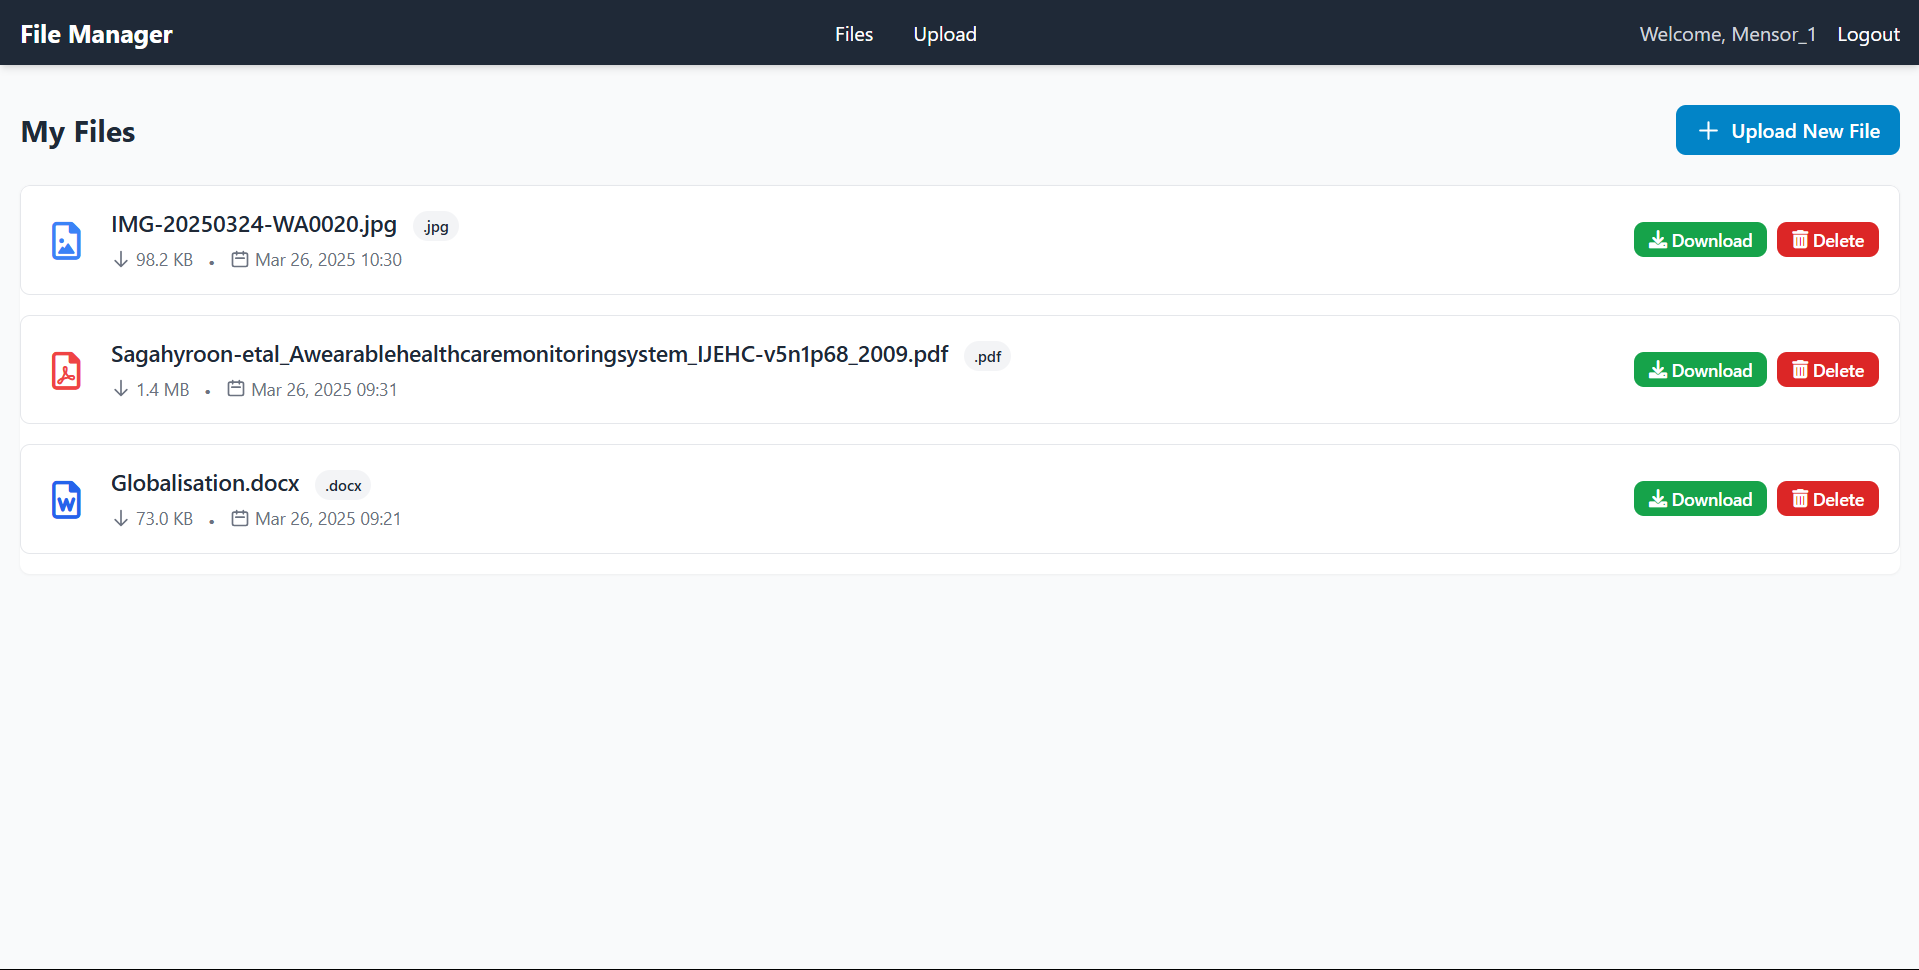 File Manager
Files
Upload
Welcome, Mensor_1
Logout
My Files
Upload New File
IMG-20250324-WA0020.jpg
.jpg
98.2 KB • Mar 26, 2025 10:30
Download
Delete
Sagahyroon-etal_Awearablehealthcaremonitoringsystem_IJEHC-v5n1p68_2009.pdf
.pdf
1.4 MB • Mar 26, 2025 09:31
Download
Delete
Globalisation.docx
.docx
73.0 KB • Mar 26, 2025 09:21
Download
Delete